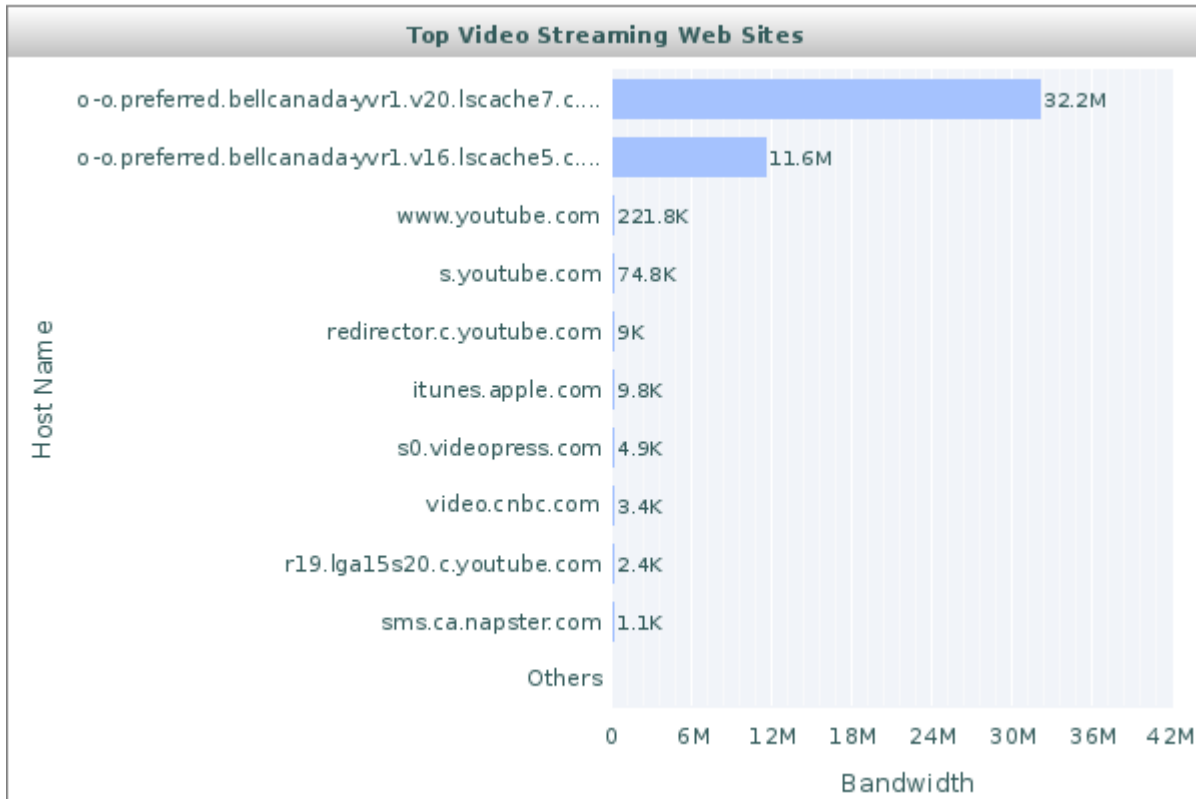 Top Video Streaming Web Sites
o-o.preferred.bellcanada-yvr1.v20.lscache7.c.... 32.2M
o-o.preferred.bellcanada-yvr1.v16.lscache5.c.... 11.6M
www.youtube.com 221.8K
s.youtube.com 74.8K
redirector.c.youtube.com 9K
itunes.apple.com 9.8K
s0.videopress.com 4.9K
video.cnbc.com 3.4K
r19.lga15s20.c.youtube.com 2.4K
sms.ca.napster.com 1.1K
Others
Host Name
0 6M 12M 18M 24M 30M 36M 42M
Bandwidth